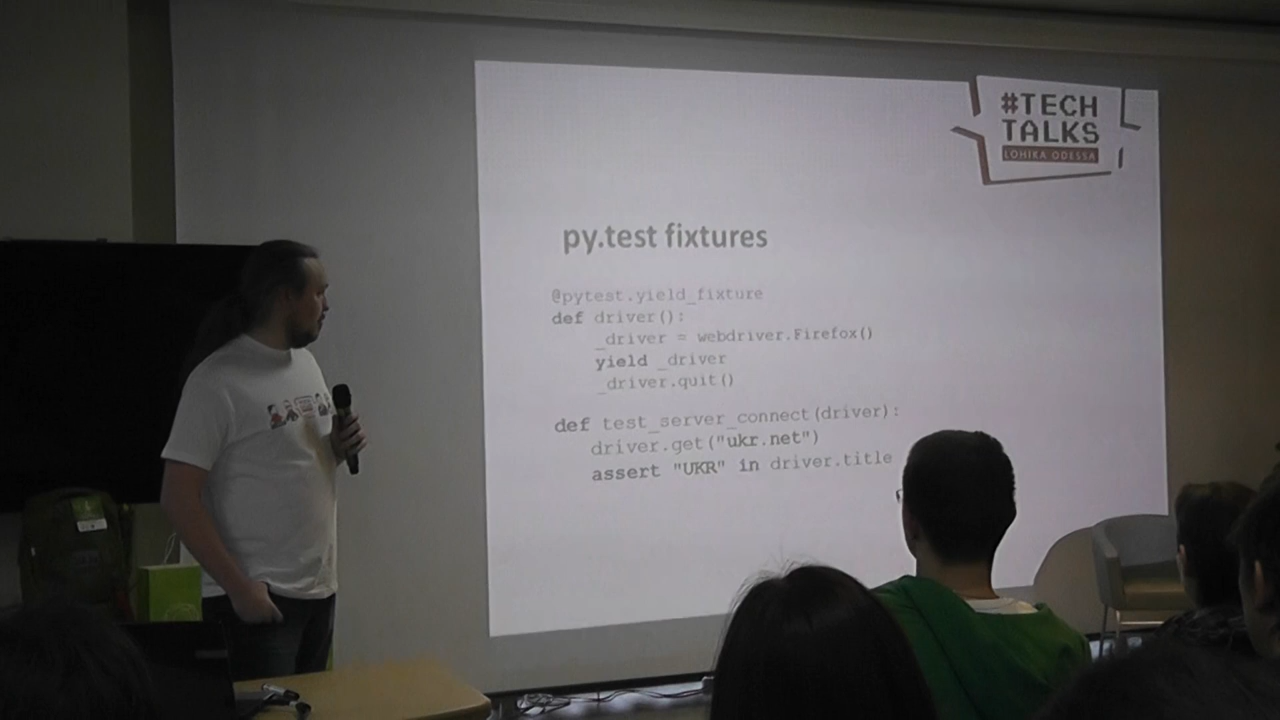 #TECH
TALKS
LOHIKA ODESSA
py.test fixtures
@pytest.yield_fixture
def driver():
_driver = webdriver.Firefox()
yield _driver
_driver.quit()
def test_server_connect(driver):
driver.get("ukr.net")
assert "UKR" in driver.title